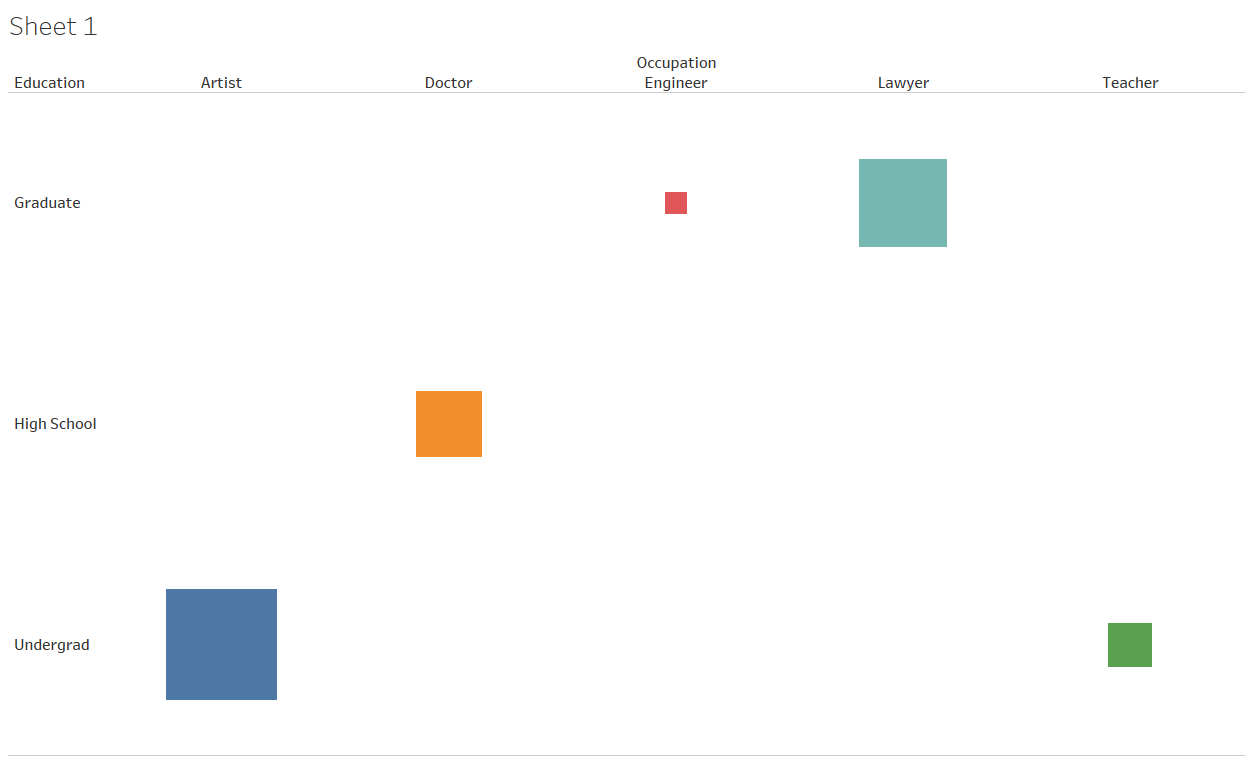 Sheet 1
Occupation
Education Artist Doctor Engineer Lawyer Teacher
Graduate
High School
Undergrad